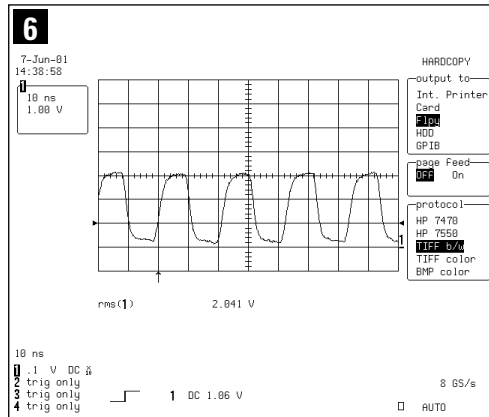 6
7-Jun-01
14:38:58
1
10 ns
1.00 V
HARDCOPY
output to
Int. Printer
Card
Flpy
HDD
GPIB
page feed
OFF On
protocol
HP 7470
HP 7550
TIFF b/w
TIFF color
BMP color
1
rms(1) 2.041 V
10 ns
1 .1 V DC X10
2 trig only
3 trig only
4 trig only
1 DC 1.06 V
8 GS/s
AUTO